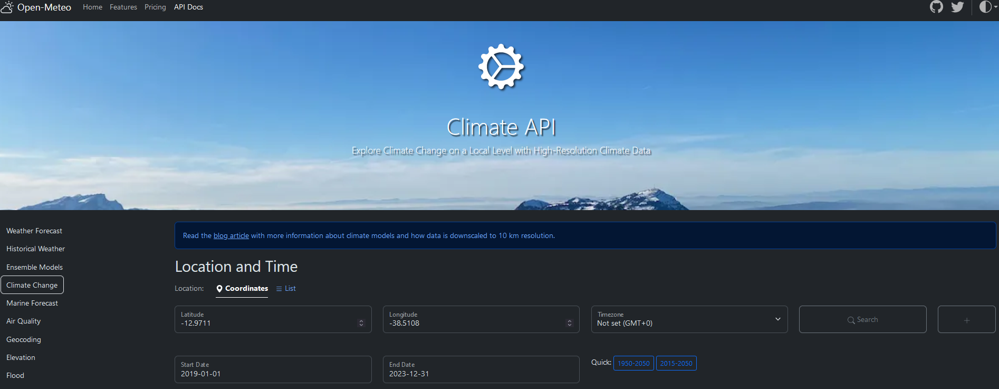 Open-Meteo Home Features Pricing API Docs
Climate API
Explore Climate Change on a Local Level with High-Resolution Climate Data
Weather Forecast
Historical Weather
Ensemble Models
Climate Change
Marine Forecast
Air Quality
Geocoding
Elevation
Flood
Read the blog article with more information about climate models and how data is downscaled to 10 km resolution.
Location and Time
Location: Coordinates List
Latitude
-12.9711
Longitude
-38.5108
Timezone
Not set (GMT+0)
Search
+
Start Date
2019-01-01
End Date
2023-12-31
Quick: 1950-2050 2015-2050